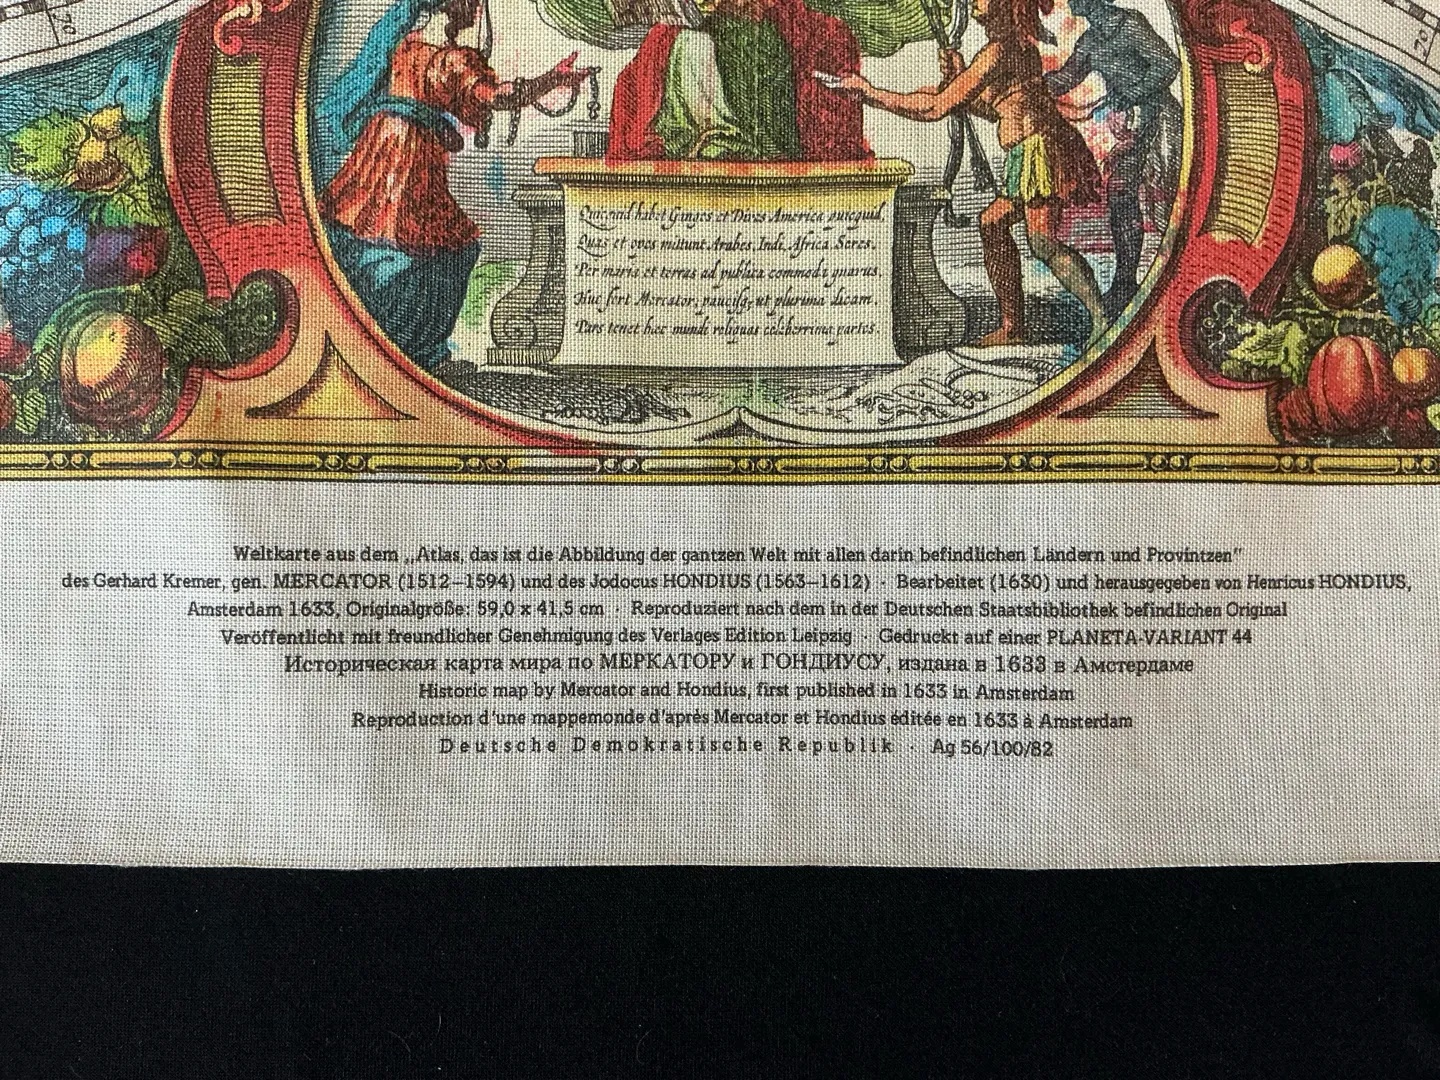 70
70
Quicquid habet Ganges et Dives America quicquid
Quas et opes mittunt Arabes, Indi, Africa Seres,
Per maria et terras ad publica commoda gnarus,
Huc fert Mercator, paucisq, ut plurima dicam,
Pars tenet haec mundi reliquas celeberrima partes.
Weltkarte aus dem „Atlas, das ist die Abbildung der gantzen Welt mit allen darin befindlichen Ländern und Provintzen“
des Gerhard Kremer, gen. MERCATOR (1512–1594) und des Jodocus HONDIUS (1563–1612) · Bearbeitet (1630) und herausgegeben von Henricus HONDIUS,
Amsterdam 1633, Originalgröße: 59,0 x 41,5 cm · Reproduziert nach dem in der Deutschen Staatsbibliothek befindlichen Original
Veröffentlicht mit freundlicher Genehmigung des Verlages Edition Leipzig · Gedruckt auf einer PLANETA-VARIANT 44
Историческая карта мира по МЕРКАТОРУ и ГОНДИУСУ, издана в 1633 в Амстердаме
Historic map by Mercator and Hondius, first published in 1633 in Amsterdam
Reproduction d'une mappemonde d'après Mercator et Hondius éditée en 1633 à Amsterdam
Deutsche Demokratische Republik · Ag 56/100/82